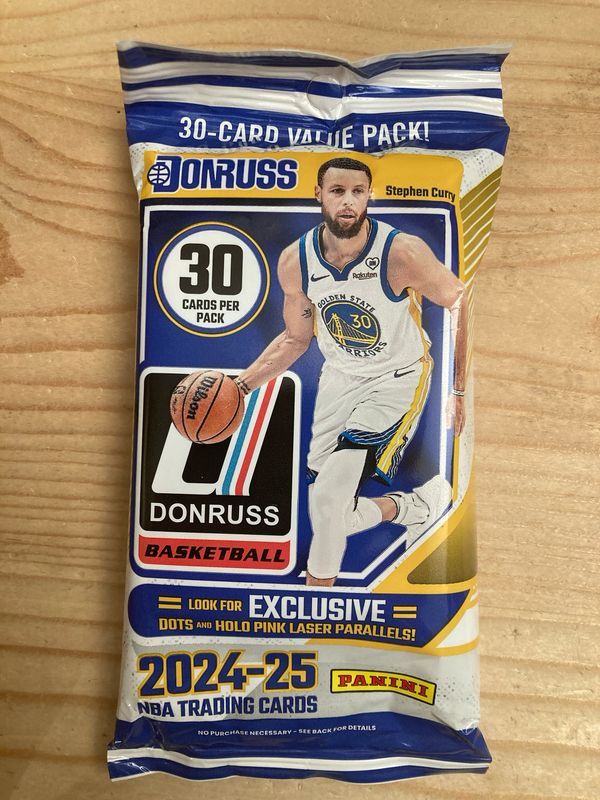 30-CARD VALUE PACK!
DONRUSS
Stephen Curry
30
CARDS PER
PACK
Rakuten
GOLDEN STATE
30
WARRIORS
Wilson
DONRUSS
BASKETBALL
= LOOK FOR EXCLUSIVE =
DOTS AND HOLO PINK LASER PARALLELS!
2024-25
NBA TRADING CARDS
PANINI
NO PURCHASE NECESSARY - SEE BACK FOR DETAILS